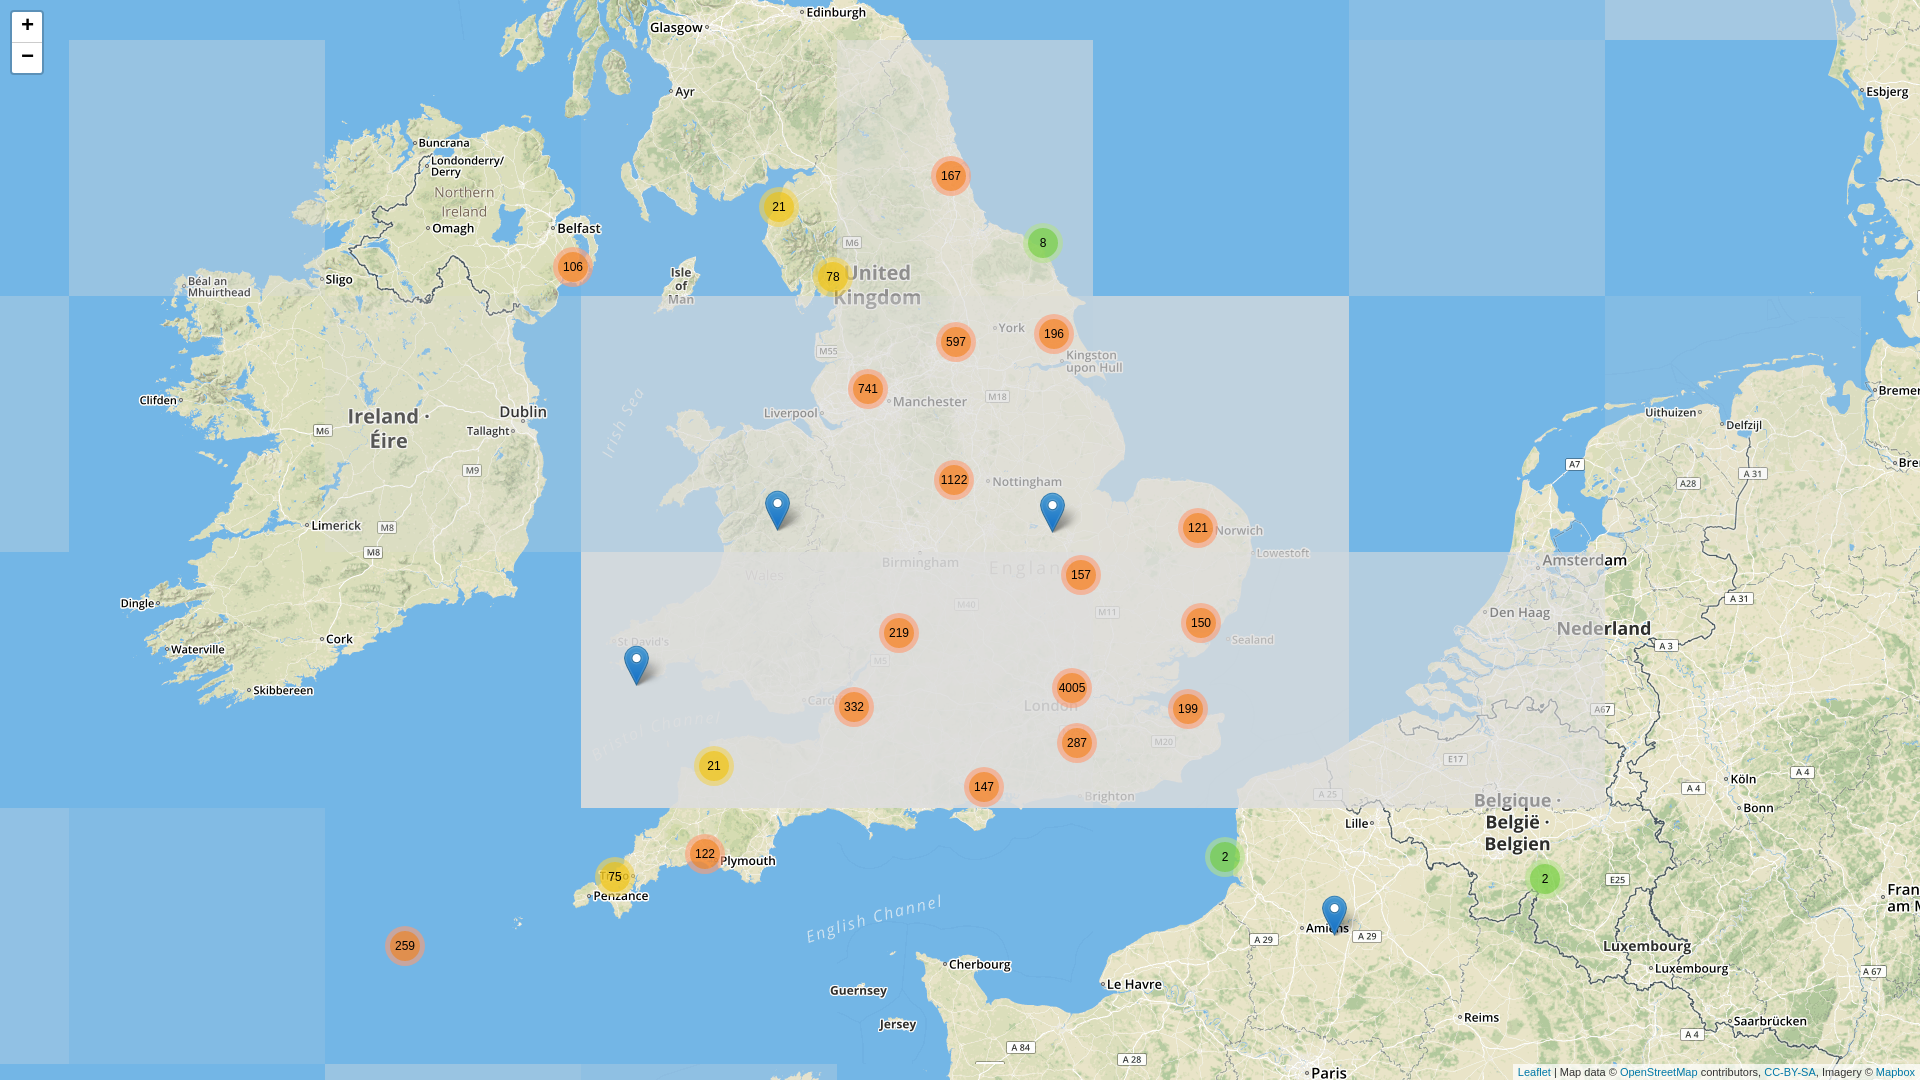 +
−
Edinburgh
Glasgow
Ayr
Esbjerg
Buncrana
Londonderry/
Derry
Northern
Ireland
Omagh
Belfast
167
21
8
106
78
M6
United
Kingdom
Isle
of
Man
Sligo
Béal an
Mhuirthead
York
196
597
Kingston
upon Hull
M55
741
Manchester
M18
Liverpool
Irish Sea
Clifden
Dublin
Tallaght
Ireland ·
Éire
M6
M9
Uithuizen
Delfzijl
A7
A 31
A28
1122
Nottingham
Limerick
M8
M8
121
Norwich
Lowestoft
Birmingham
Wales
157
Amsterdam
A 31
Dingle
M40
M11
Den Haag
Nederland
219
150
Sealand
Cork
Waterville
St David's
M5
A 3
Skibbereen
4005
London
199
332
A67
Bristol Channel
287
M20
E17
21
147
Brighton
A 25
Köln
A 4
A 4
Bonn
Belgique ·
België ·
Belgien
Lille
122
Plymouth
2
75
Penzance
2
E25
English Channel
259
Amiens
A 29
A 29
Luxembourg
Luxembourg
A 67
Cherbourg
Guernsey
Le Havre
Jersey
Reims
Saarbrücken
A 4
A 84
A 28
Paris
Leaflet | Map data © OpenStreetMap contributors, CC-BY-SA, Imagery © Mapbox